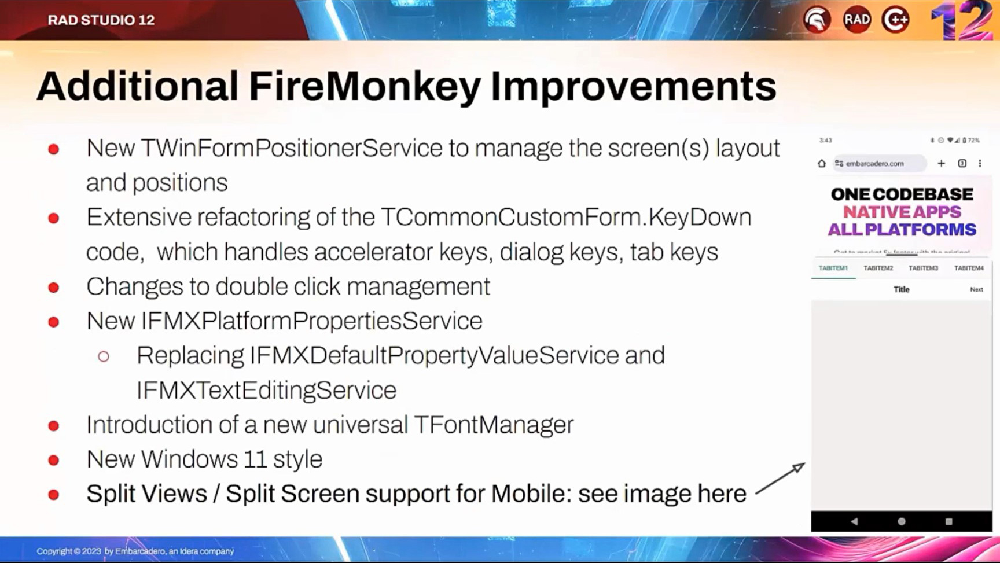 RAD STUDIO 12
RAD
C++
12
Additional FireMonkey Improvements
New TWinFormPositionerService to manage the screen(s) layout
and positions
Extensive refactoring of the TCommonCustomForm.KeyDown
code, which handles accelerator keys, dialog keys, tab keys
Changes to double click management
New IFMXPlatformPropertiesService
Replacing IFMXDefaultPropertyValueService and
IFMXTextEditingService
Introduction of a new universal TFontManager
New Windows 11 style
Split Views / Split Screen support for Mobile: see image here
3:43
72%
embarcadero.com
3
ONE CODEBASE
NATIVE APPS
ALL PLATFORMS
TABITEM1 TABITEM2 TABITEM3 TABITEM4
Title Next
Copyright © 2023 by Embarcadero, an Idera company